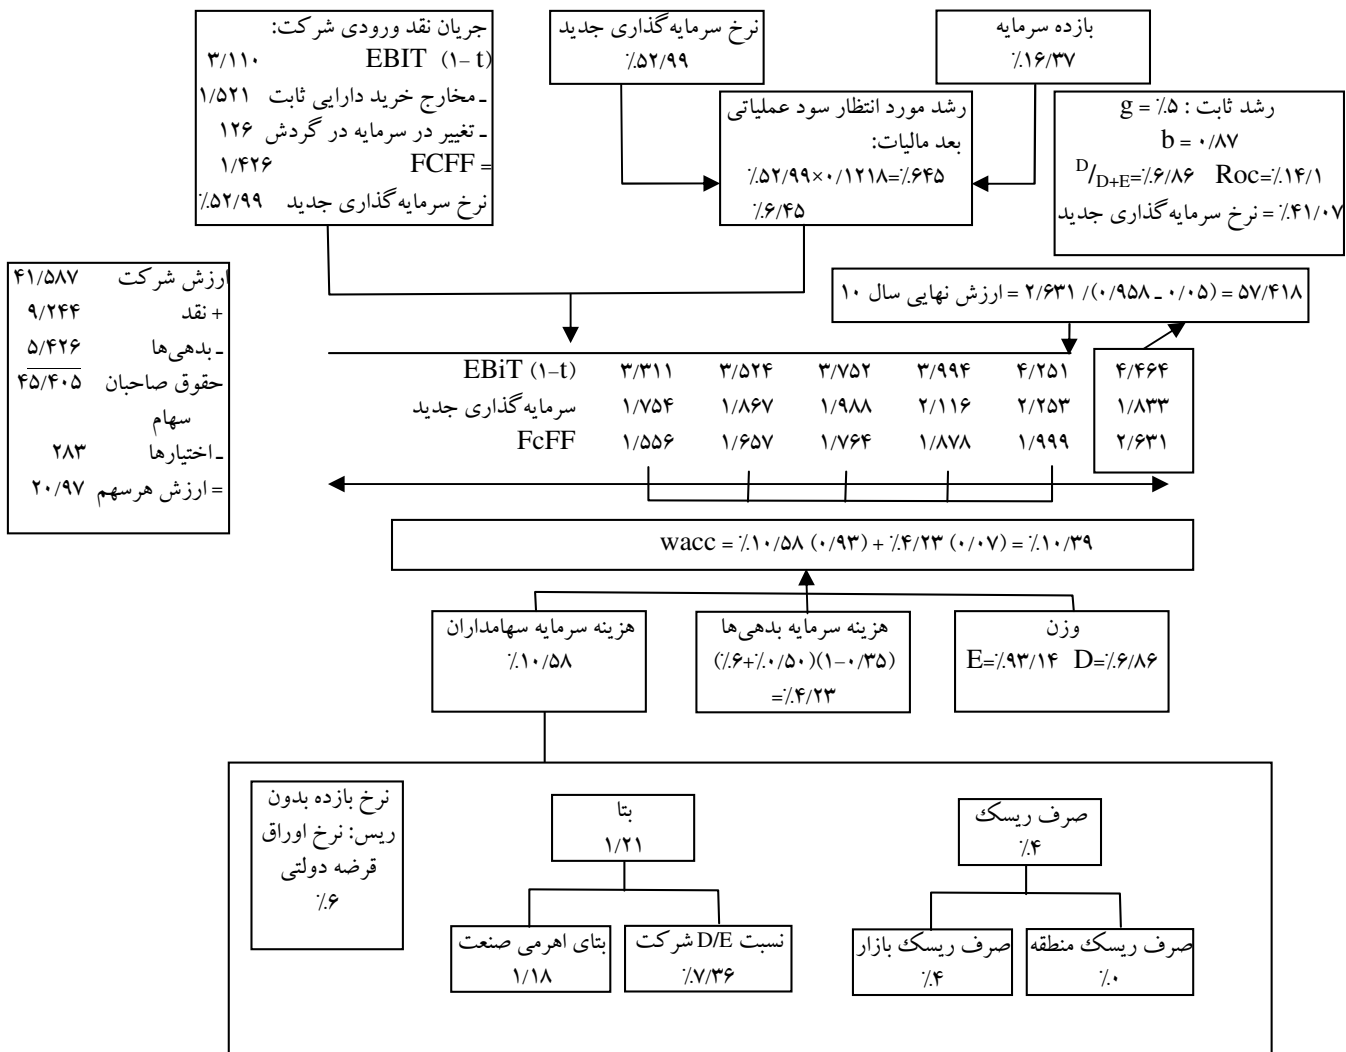 جریان نقد ورودی شرکت:
EBIT (۱– t) ۳/۱۱۰
ـ مخارج خرید دارایی ثابت ۱/۵۲۱
ـ تغییر در سرمایه در گردش ۱۲۶
= FCFF ۱/۴۲۶
نرخ سرمایه‌گذاری جدید ۵۲/۹۹٪
نرخ سرمایه‌گذاری جدید
۵۲/۹۹٪
بازده سرمایه
۱۶/۳۷٪
رشد مورد انتظار سود عملیاتی
بعد مالیات:
٪۵۲/۹۹×۰/۱۲۱۸=٪۶۴۵
٪۶/۴۵
رشد ثابت : g = ٪۵
b = ۰/۸۷
D/D+E=٪۶/۸۶ Roc=٪۱۴/۱
نرخ سرمایه‌گذاری جدید = ٪۴۱/۰۷
ارزش شرکت ۴۱/۵۸۷
+ نقد ۹/۲۴۴
ـ بدهی‌ها ۵/۴۲۶
حقوق صاحبان ۴۵/۴۰۵
سهام
ـ اختیارها ۲۸۳
= ارزش هرسهم ۲۰/۹۷
ارزش نهایی سال ۱۰ = ۲/۶۳۱ /(۰/۹۵۸ ـ ۰/۰۵) = ۵۷/۴۱۸
EBiT (۱–t) ۳/۳۱۱ ۳/۵۲۴ ۳/۷۵۲ ۳/۹۹۴ ۴/۲۵۱ ۴/۴۶۴
سرمایه‌گذاری جدید ۱/۷۵۴ ۱/۸۶۷ ۱/۹۸۸ ۲/۱۱۶ ۲/۲۵۳ ۱/۸۳۳
FcFF ۱/۵۵۶ ۱/۶۵۷ ۱/۷۶۴ ۱/۸۷۸ ۱/۹۹۹ ۲/۶۳۱
wacc = ٪۱۰/۵۸ (۰/۹۳) + ٪۴/۲۳ (۰/۰۷) = ٪۱۰/۳۹
هزینه سرمایه سهامداران
٪۱۰/۵۸
هزینه سرمایه بدهی‌ها
(٪۶+٪۰/۵۰)(۱–۰/۳۵)
=٪۴/۲۳
وزن
E=٪۹۳/۱۴ D=٪۶/۸۶
نرخ بازده بدون
ریس: نرخ اوراق
قرضه دولتی
٪۶
بتا
۱/۲۱
صرف ریسک
٪۴
بتای اهرمی صنعت
۱/۱۸
نسبت D/E شرکت
٪۷/۳۶
صرف ریسک بازار
٪۴
صرف ریسک منطقه
٪۰